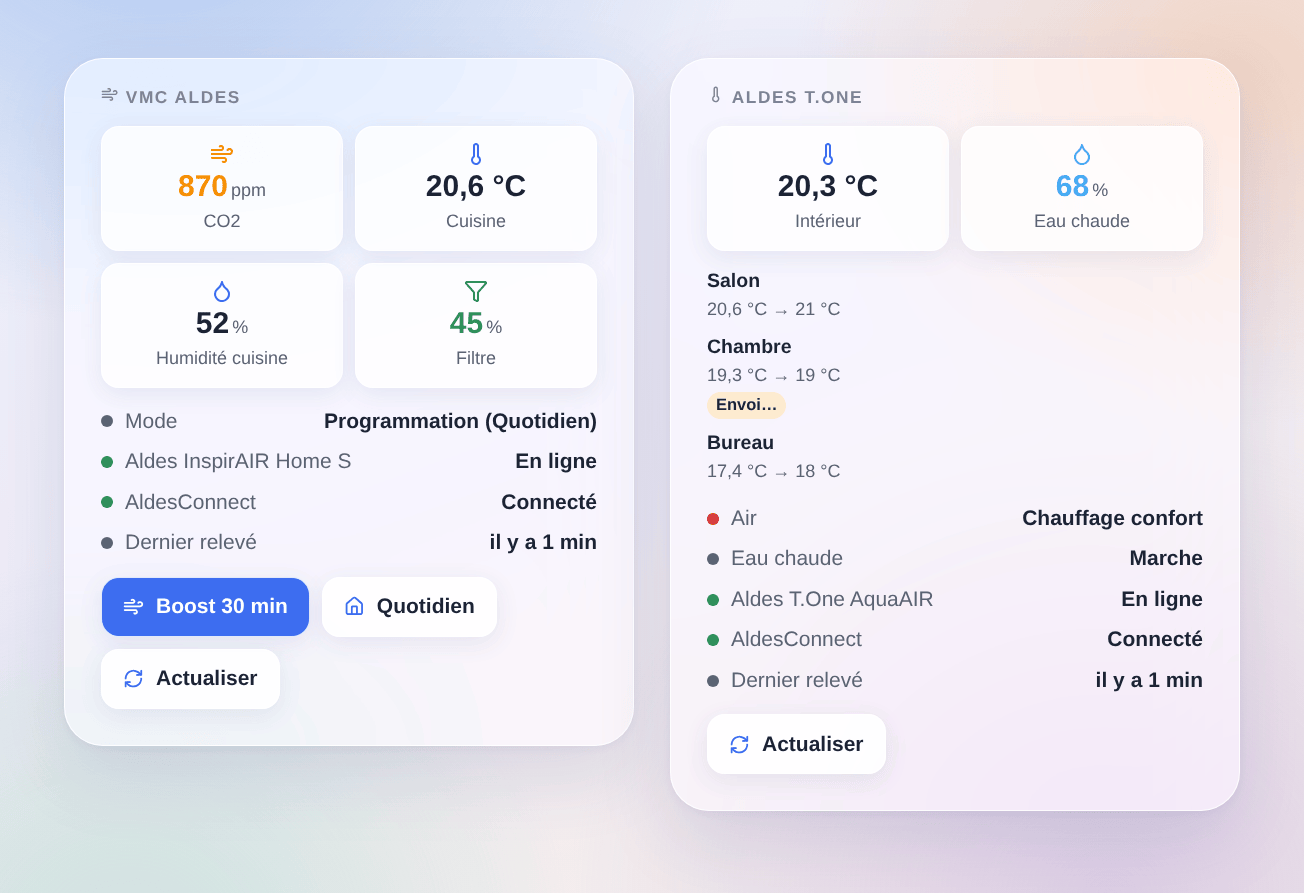 VMC ALDES
870 ppm
CO2
20,6 °C
Cuisine
52 %
Humidité cuisine
45 %
Filtre
Mode Programmation (Quotidien)
Aldes InspirAIR Home S En ligne
AldesConnect Connecté
Dernier relevé il y a 1 min
Boost 30 min
Quotidien
Actualiser
ALDES T.ONE
20,3 °C
Intérieur
68 %
Eau chaude
Salon
20,6 °C → 21 °C
Chambre
19,3 °C → 19 °C
Envoi…
Bureau
17,4 °C → 18 °C
Air Chauffage confort
Eau chaude Marche
Aldes T.One AquaAIR En ligne
AldesConnect Connecté
Dernier relevé il y a 1 min
Actualiser